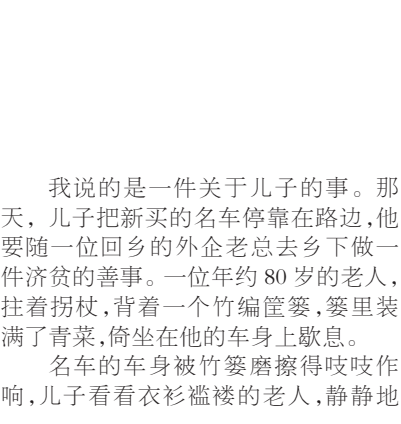 我说的是一件关于儿子的事。那
天，儿子把新买的名车停靠在路边,他
要随一位回乡的外企老总去乡下做一
件济贫的善事。一位年约 80 岁的老人,
拄着拐杖,背着一个竹编筐篓,篓里装
满了青菜,倚坐在他的车身上歇息。
名车的车身被竹篓磨擦得吱吱作
响,儿子看看衣衫褴褛的老人,静静地